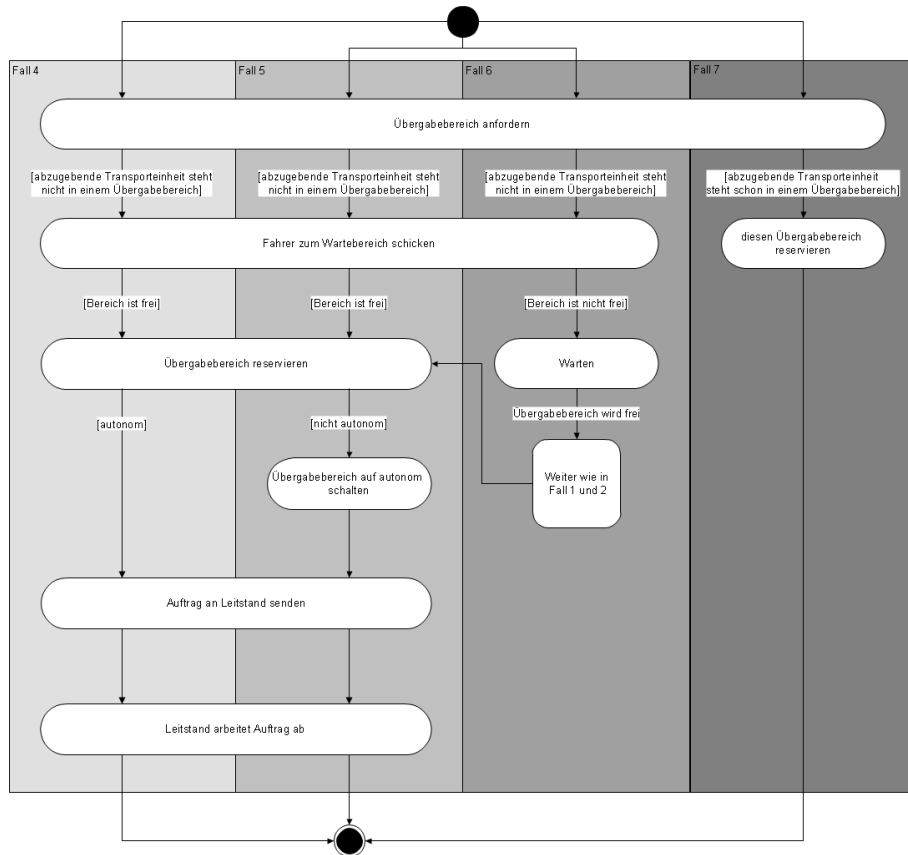 Fall 4
Fall 5
Fall 6
Fall 7
Übergabebereich anfordern
[abzugebende Transporteinheit steht
nicht in einem Übergabebereich]
[abzugebende Transporteinheit steht
nicht in einem Übergabebereich]
[abzugebende Transporteinheit steht
nicht in einem Übergabebereich]
[abzugebende Transporteinheit
steht schon in einem Übergabebereich]
Fahrer zum Wartebereich schicken
diesen Übergabebereich
reservieren
[Bereich ist frei]
[Bereich ist frei]
[Bereich ist nicht frei]
Übergabebereich reservieren
Warten
[autonom]
[nicht autonom]
Übergabebereich wird frei
Übergabebereich auf autonom
schalten
Weiter wie in
Fall 1 und 2
Auftrag an Leitstand senden
Leitstand arbeitet Auftrag ab